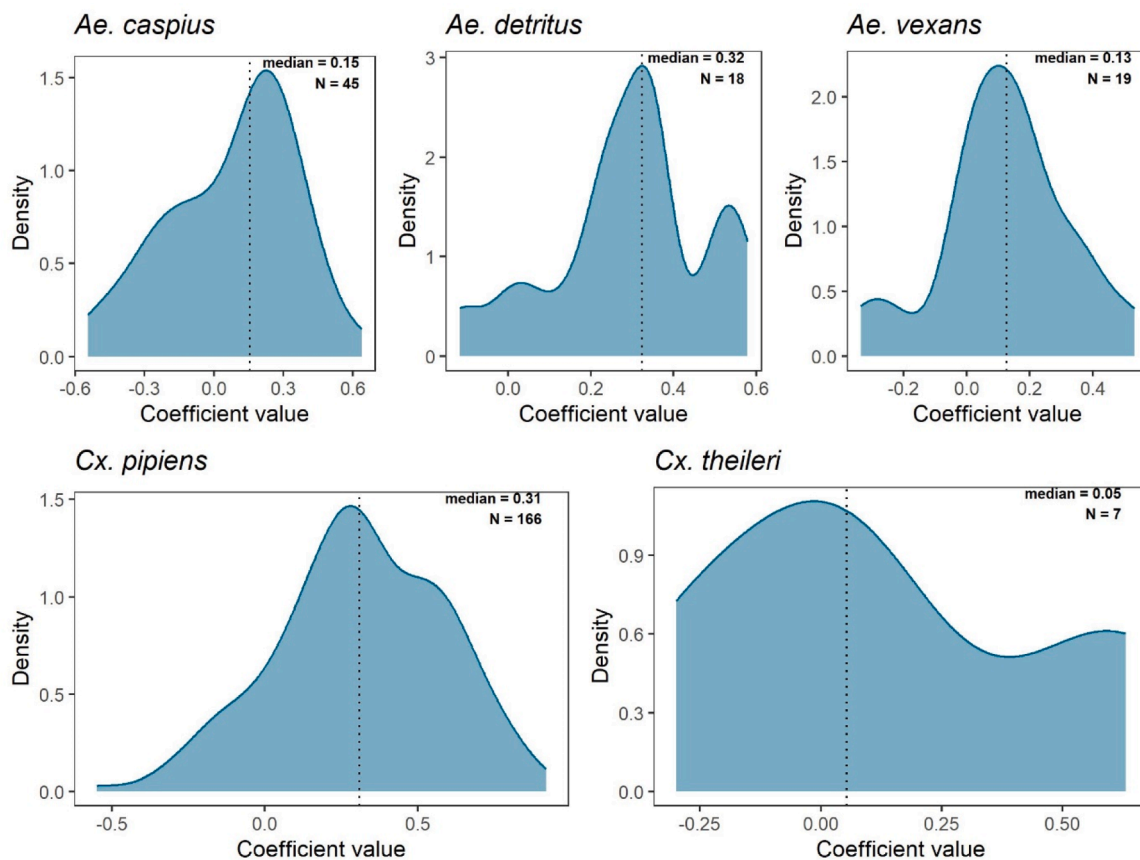 Ae. caspius
median = 0.15
N = 45
1.5
1.0
0.5
0.0
Density
-0.6
-0.3
0.0
0.3
0.6
Coefficient value
Ae. detritus
median = 0.32
N = 18
3
2
1
0
Density
0.0
0.2
0.4
0.6
Coefficient value
Ae. vexans
median = 0.13
N = 19
2.0
1.5
1.0
0.5
0.0
Density
-0.2
0.0
0.2
0.4
Coefficient value
Cx. pipiens
median = 0.31
N = 166
1.5
1.0
0.5
0.0
Density
-0.5
0.0
0.5
Coefficient value
Cx. theileri
median = 0.05
N = 7
0.9
0.6
0.3
0.0
Density
-0.25
0.00
0.25
0.50
Coefficient value